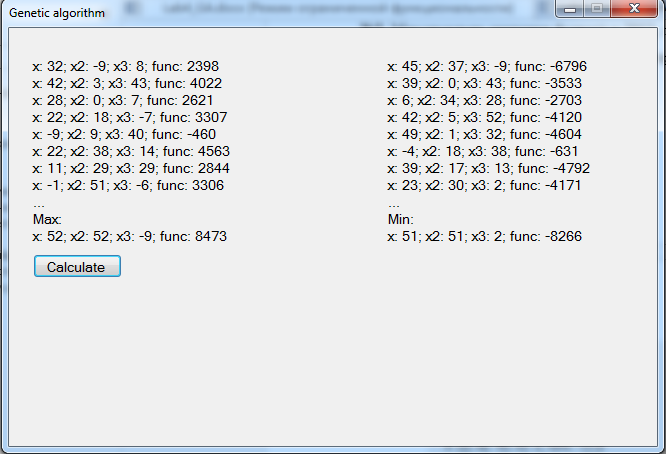 Genetic algorithm
x: 32; x2: -9; x3: 8; func: 2398
x: 42; x2: 3; x3: 43; func: 4022
x: 28; x2: 0; x3: 7; func: 2621
x: 22; x2: 18; x3: -7; func: 3307
x: -9; x2: 9; x3: 40; func: -460
x: 22; x2: 38; x3: 14; func: 4563
x: 11; x2: 29; x3: 29; func: 2844
x: -1; x2: 51; x3: -6; func: 3306
...
Max:
x: 52; x2: 52; x3: -9; func: 8473
Calculate
x: 45; x2: 37; x3: -9; func: -6796
x: 39; x2: 0; x3: 43; func: -3533
x: 6; x2: 34; x3: 28; func: -2703
x: 42; x2: 5; x3: 52; func: -4120
x: 49; x2: 1; x3: 32; func: -4604
x: -4; x2: 18; x3: 38; func: -631
x: 39; x2: 17; x3: 13; func: -4792
x: 23; x2: 30; x3: 2; func: -4171
...
Min:
x: 51; x2: 51; x3: 2; func: -8266